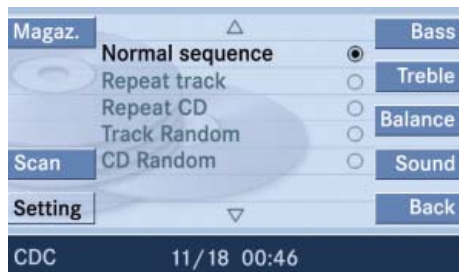 Magaz.
Bass
Normal sequence
Repeat track
Treble
Repeat CD
Balance
Track Random
Scan
CD Random
Sound
Setting
Back
CDC 11/18 00:46